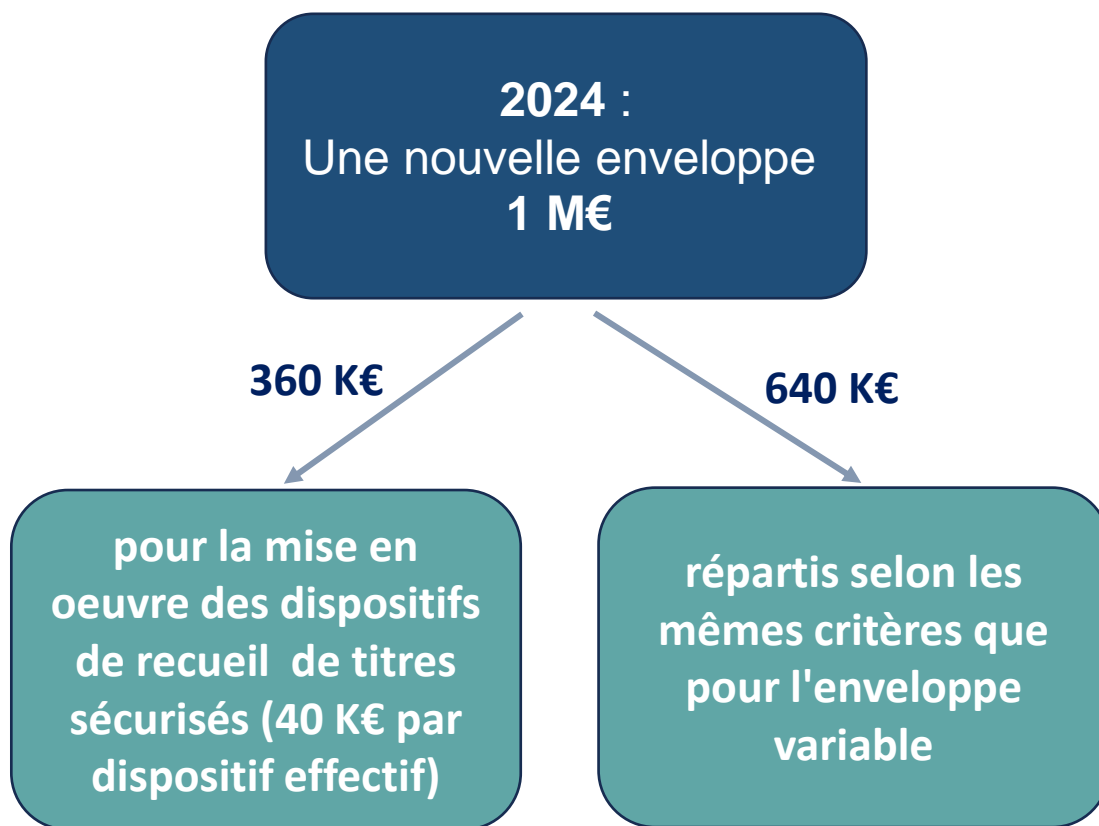 2024 :
Une nouvelle enveloppe
1 M€
360 K€
640 K€
pour la mise en
oeuvre des dispositifs
de recueil de titres
sécurisés (40 K€ par
dispositif effectif)
répartis selon les
mêmes critères que
pour l'enveloppe
variable